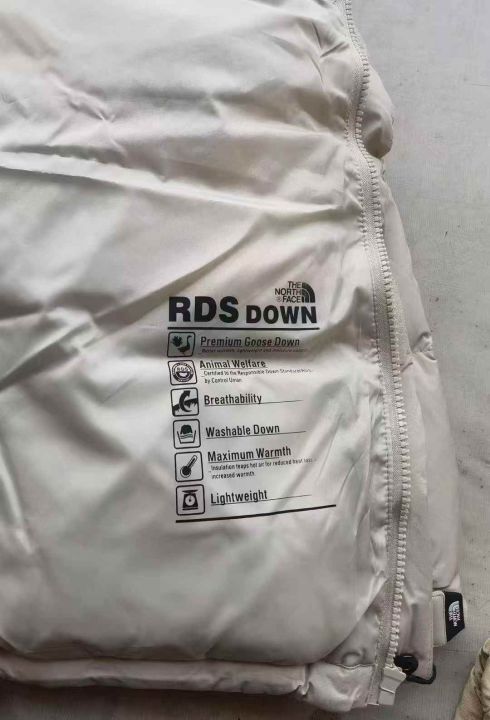 THE
NORTH
FACE
RDS DOWN
Premium Goose Down
Animal Welfare
Certified to the Responsible Down Standard
by Control Union
Breathability
Washable Down
Maximum Warmth
Insulation traps hot air for reduced heat loss
increased warmth
Lightweight